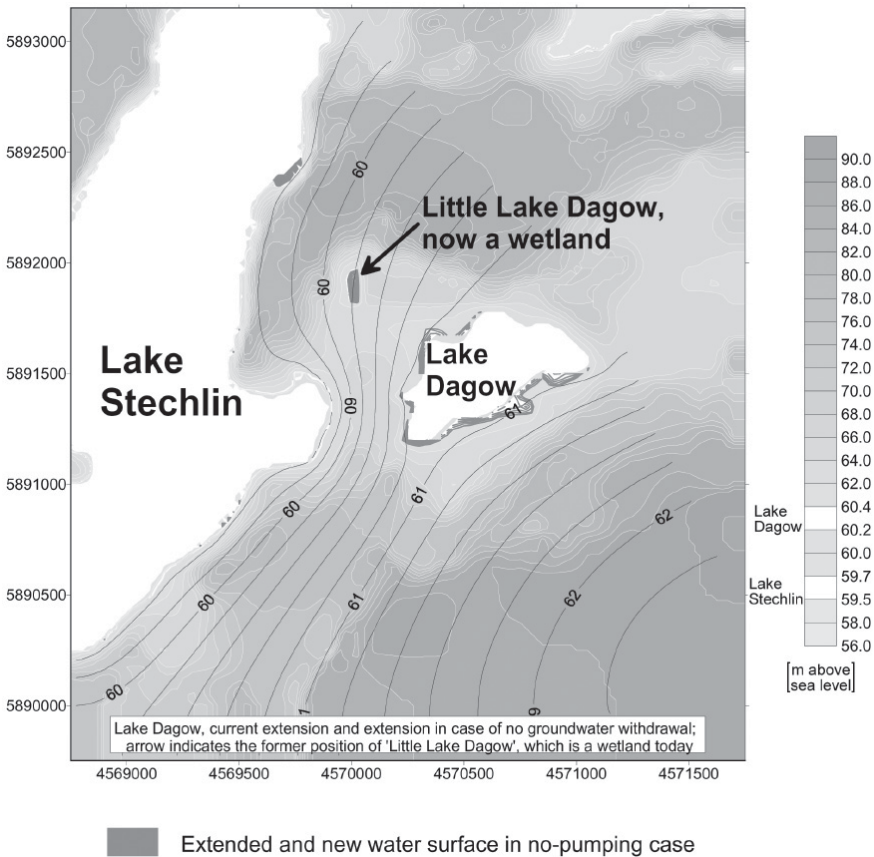 5893000
5892500
5892000
5891500
5891000
5890500
5890000
60
Little Lake Dagow,
now a wetland
60
Lake
Stechlin
Lake
Dagow
60
61
60
61
62
60
61
62
60
1
6
Lake Dagow, current extension and extension in case of no groundwater withdrawal;
arrow indicates the former position of 'Little Lake Dagow', which is a wetland today
4569000 4569500 4570000 4570500 4571000 4571500
90.0
88.0
86.0
84.0
82.0
80.0
78.0
76.0
74.0
72.0
70.0
68.0
66.0
64.0
62.0
60.4
Lake
Dagow
60.2
60.0
59.7
Lake
Stechlin
59.5
58.0
56.0
[m above
sea level]
Extended and new water surface in no-pumping case